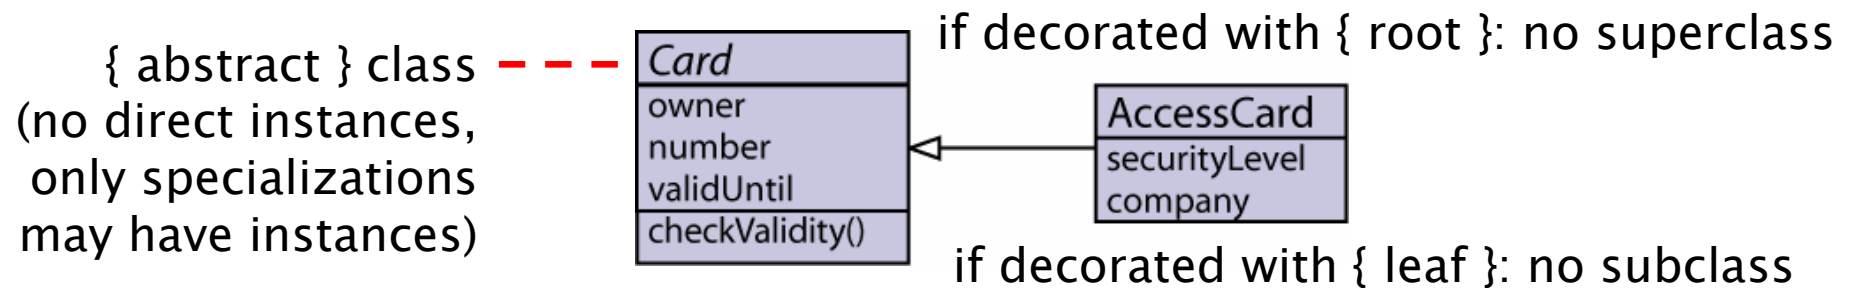 { abstract } class
(no direct instances,
only specializations
may have instances)
Card
owner
number
validUntil
checkValidity()
if decorated with { root }: no superclass
AccessCard
securityLevel
company
if decorated with { leaf }: no subclass